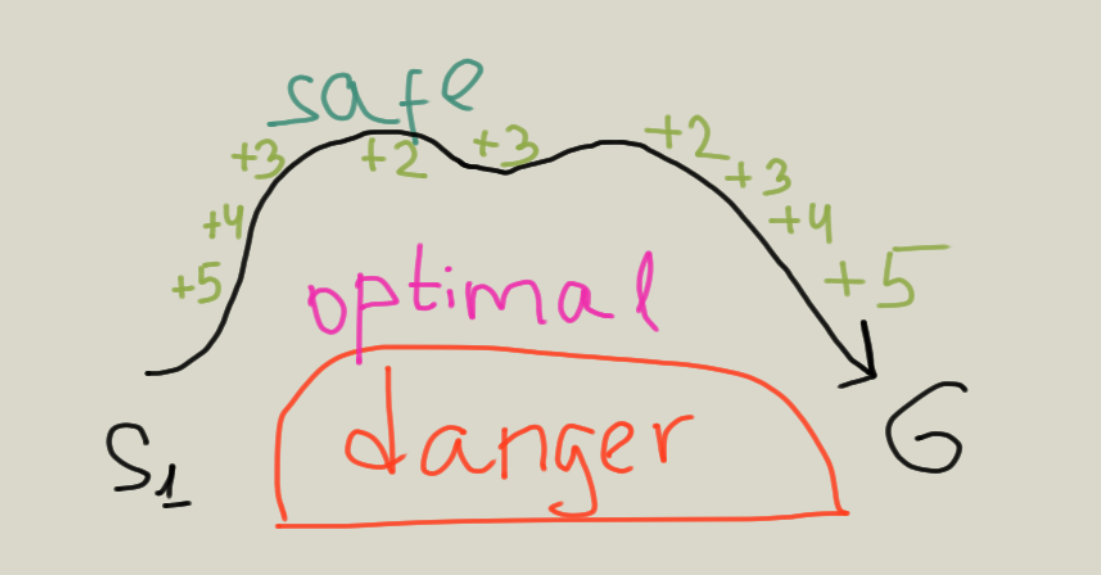 safe
+3 +2 +3 +2
+3
+4 +4
+5 +5
optimal
danger
S1 G